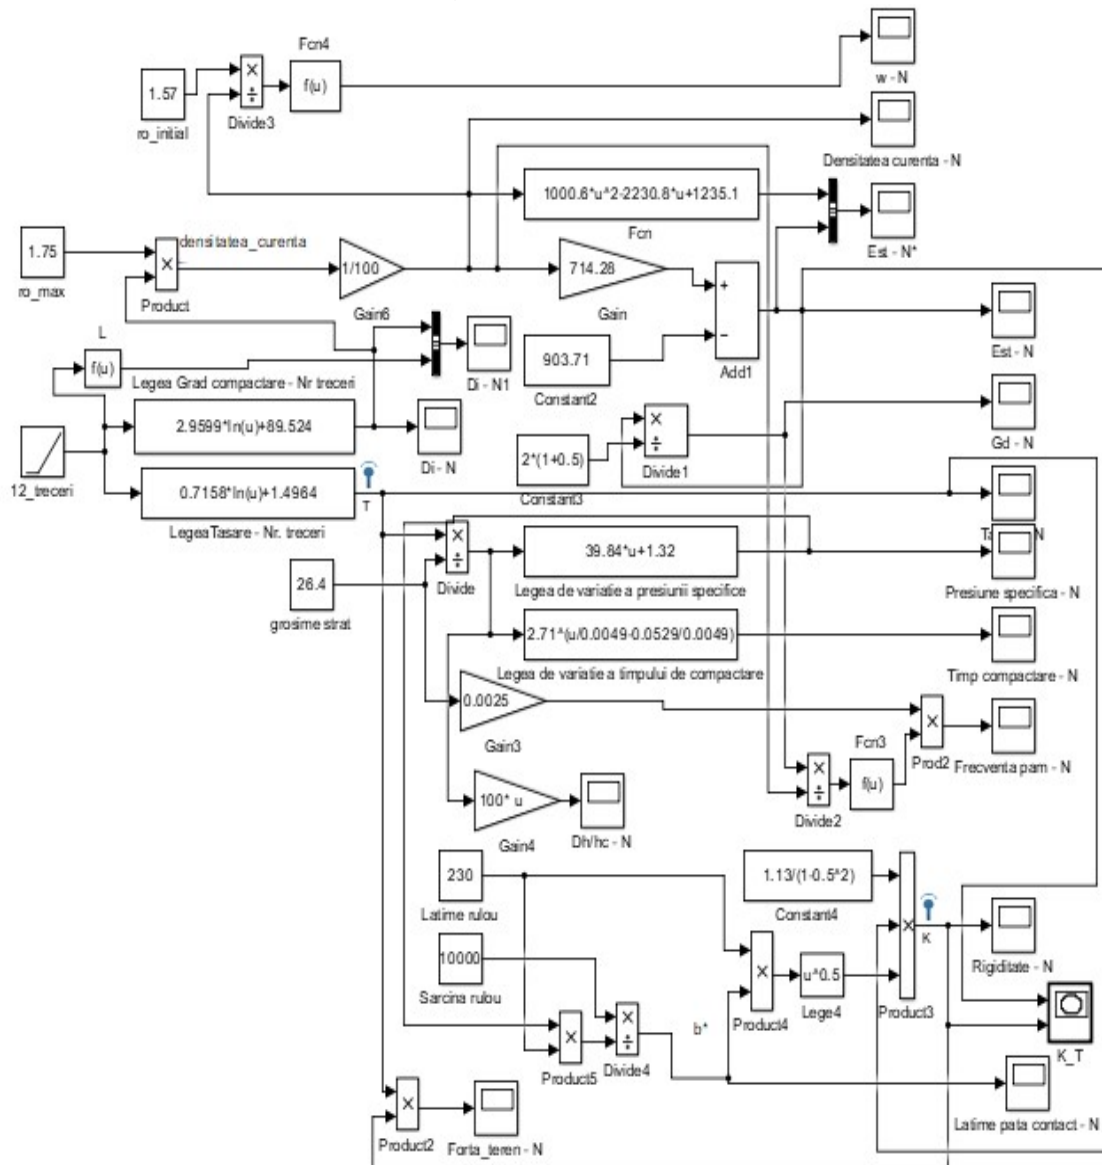 Fcn4
f(u)
1.57
ro_initial
Divide3
w - N
Densitatea curenta - N
1000.6*u^2-2230.8*u+1235.1
Fcn
Est - N*
1.75
ro_max
densitatea_curenta
Product
1/100
Gain6
714.28
Gain
+
−
Add1
903.71
Constant2
Est - N
L
f(u)
Legea Grad compactare - Nr treceri
Di - N1
2.9599*ln(u)+89.524
Di - N
2*(1+0.5)
Constant3
Divide1
Gd - N
12_treceri
0.7158*ln(u)+1.4964
T
LegeaTasare - Nr. treceri
N
26.4
grosime strat
Divide
39.84*u+1.32
Legea de variatie a presiunii specifice
Presiune specifica - N
2.71^(u/0.0049-0.0529/0.0049)
Legea de variatie a timpului de compactare
Timp compactare - N
0.0025
Gain3
Fcn3
f(u)
Divide2
Prod2
Frecventa pam - N
100* u
Gain4
Dh/hc - N
230
Latime rulou
1.13/(1-0.5^2)
Constant4
K
10000
Sarcina rulou
Product4
u^0.5
Lege4
Product3
Rigiditate - N
K_T
Product5
Divide4
b*
Latime pata contact - N
Product2
Forta_teren - N